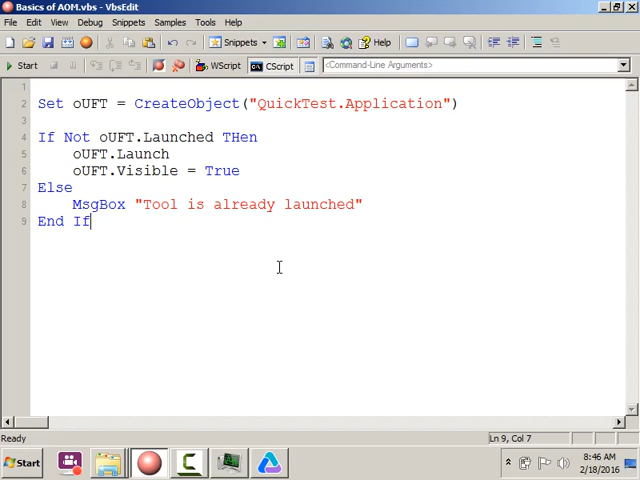 Basics of AOM.vbs - VbsEdit
File Edit View Debug Snippets Samples Tools Help
Snippets Help
Start WScript CScript <Command-Line Arguments>
1
2 Set oUFT = CreateObject("QuickTest.Application")
3
4 If Not oUFT.Launched THen
5 oUFT.Launch
6 oUFT.Visible = True
7 Else
8 MsgBox "Tool is already launched"
9 End If
Ready Ln 9, Col 7
Start 8:46 AM
2/18/2016